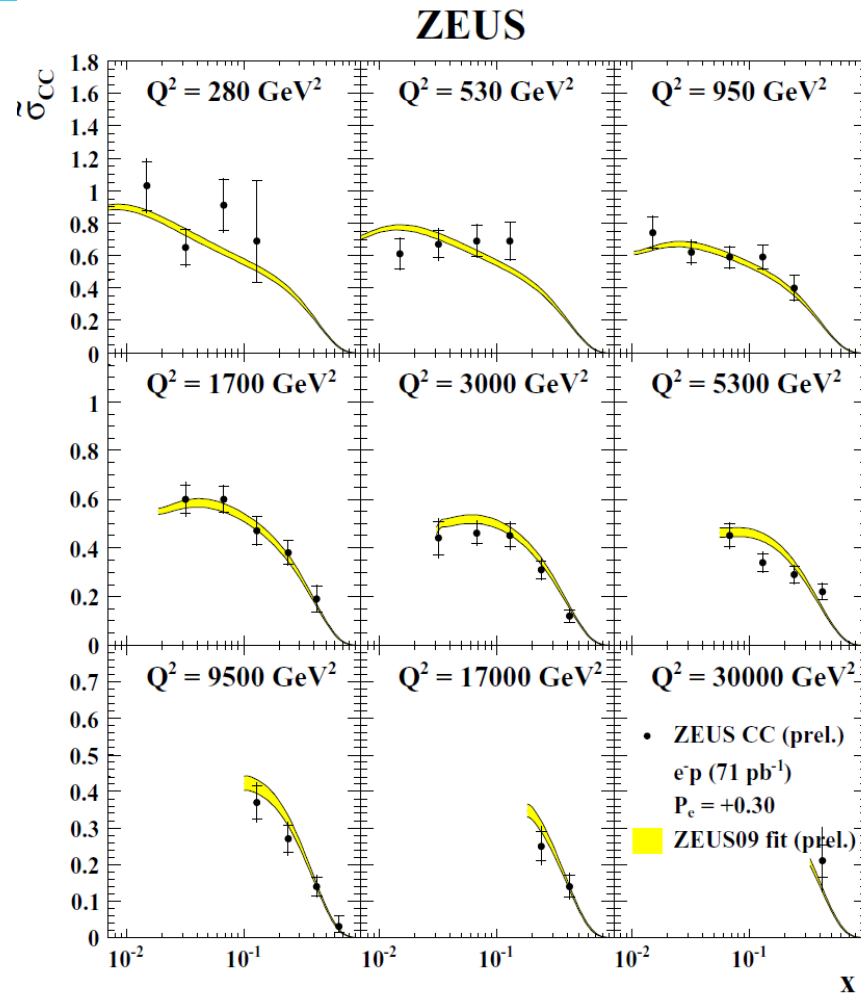 ZEUS
σ̃CC
Q² = 280 GeV²
Q² = 530 GeV²
Q² = 950 GeV²
1.8
1.6
1.4
1.2
1
0.8
0.6
0.4
0.2
0
Q² = 1700 GeV²
Q² = 3000 GeV²
Q² = 5300 GeV²
1
0.8
0.6
0.4
0.2
0
Q² = 9500 GeV²
Q² = 17000 GeV²
Q² = 30000 GeV²
0.7
0.6
0.5
0.4
0.3
0.2
0.1
0
ZEUS CC (prel.)
e⁻p (71 pb⁻¹)
Pₑ = +0.30
ZEUS09 fit (prel.)
10⁻² 10⁻¹ 10⁻² 10⁻¹ 10⁻² 10⁻¹
x